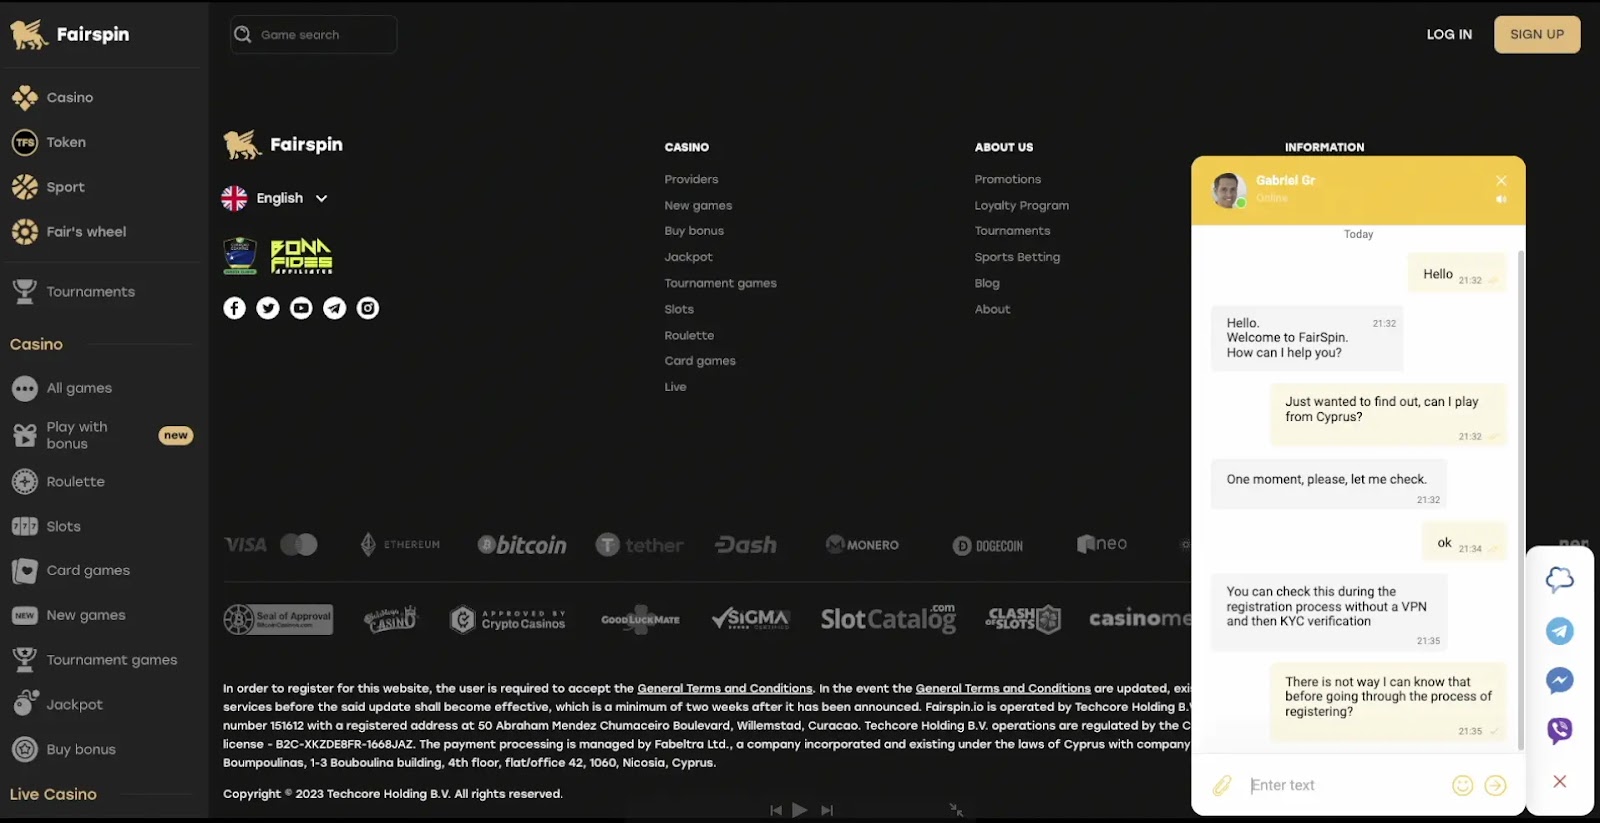 Fairspin
Game search
LOG IN
SIGN UP
Casino
TFS
Token
Sport
Fair's wheel
Tournaments
Casino
All games
Play with
bonus
new
Roulette
777
Slots
Card games
NEW
New games
Tournament games
Jackpot
Buy bonus
Live Casino
Fairspin
English
BONA
FIDES
AFFILIATES
CASINO
Providers
New games
Buy bonus
Jackpot
Tournament games
Slots
Roulette
Card games
Live
ABOUT US
Promotions
Loyalty Program
Tournaments
Sports Betting
Blog
About
INFORMATION
VISA
ETHEREUM
bitcoin
tether
Dash
MONERO
DOGECOIN
neo
Seal of Approval
BitcoinCasinos.com
CASINO
APPROVED BY
Crypto Casinos
GOODLUCKMATE
SIGMA
SlotCatalog.com
CLASH
OF SLOTS
casinome
In order to register for this website, the user is required to accept the General Terms and Conditions. In the event the General Terms and Conditions are updated, exi
services before the said update shall become effective, which is a minimum of two weeks after it has been announced. Fairspin.io is operated by Techcore Holding B.V
number 151612 with a registered address at 50 Abraham Mendez Chumaceiro Boulevard, Willemstad, Curacao. Techcore Holding B.V. operations are regulated by the C
license - B2C-XKZDE8FR-1668JAZ. The payment processing is managed by Fabeltra Ltd., a company incorporated and existing under the laws of Cyprus with company
Boumpoulinas, 1-3 Bouboulina building, 4th floor, flat/office 42, 1060, Nicosia, Cyprus.
Copyright © 2023 Techcore Holding B.V. All rights reserved.
Gabriel Gr
Online
Today
Hello 21:32
Hello. 21:32
Welcome to FairSpin.
How can I help you?
Just wanted to find out, can I play
from Cyprus?
21:32
One moment, please, let me check.
21:32
ok 21:34
You can check this during the
registration process without a VPN
and then KYC verification
21:35
There is not way I can know that
before going through the process of
registering?
21:35
Enter text